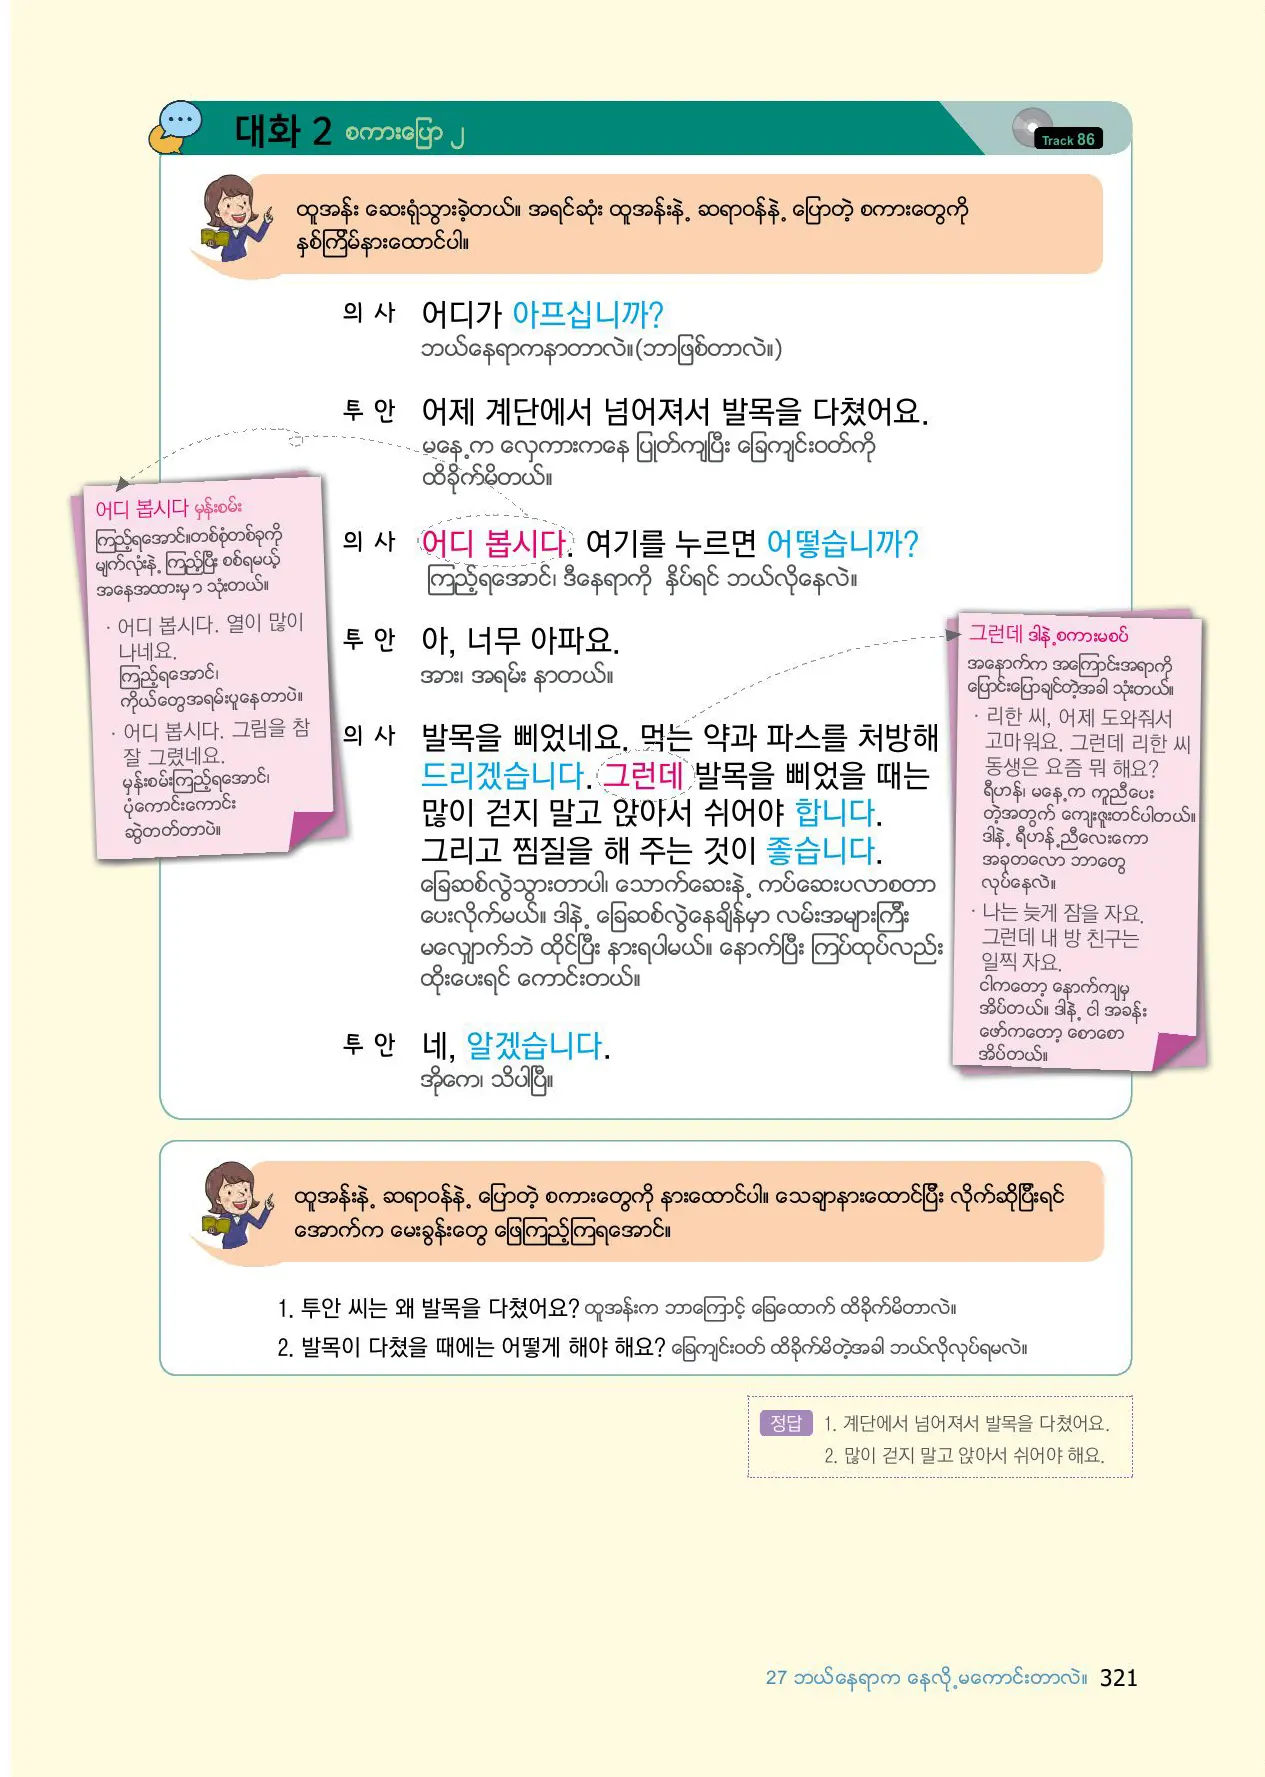 대화 2 စကားပြော ၂
Track 86
ထူအန်း ဆေးရုံသွားခဲ့တယ်။ အရင်ဆုံး ထူအန်းနဲ့ ဆရာဝန်နဲ့ ပြောတဲ့ စကားတွေကို
နှစ်ကြိမ်နားထောင်ပါ။
의 사 어디가 아프십니까?
ဘယ်နေရာကနာတာလဲ။(ဘာဖြစ်တာလဲ။)
투 안 어제 계단에서 넘어져서 발목을 다쳤어요.
မနေ့က လှေကားကနေ ပြုတ်ကျပြီး ခြေကျင်းဝတ်ကို
ထိခိုက်မိတယ်။
의 사 어디 봅시다. 여기를 누르면 어떻습니까?
ကြည့်ရအောင်၊ ဒီနေရာကို နှိပ်ရင် ဘယ်လိုနေလဲ။
투 안 아, 너무 아파요.
အား၊ အရမ်း နာတယ်။
의 사 발목을 삐었네요. 먹는 약과 파스를 처방해
드리겠습니다. 그런데 발목을 삐었을 때는
많이 걷지 말고 앉아서 쉬어야 합니다.
그리고 찜질을 해 주는 것이 좋습니다.
ခြေဆစ်လွဲသွားတာပါ၊ သောက်ဆေးနဲ့ ကပ်ဆေးပလာစတာ
ပေးလိုက်မယ်။ ဒါနဲ့ ခြေဆစ်လွဲနေချိန်မှာ လမ်းအများကြီး
မလျှောက်ဘဲ ထိုင်ပြီး နားရပါမယ်။ နောက်ပြီး ကြပ်ထုပ်လည်း
ထိုးပေးရင် ကောင်းတယ်။
투 안 네, 알겠습니다.
အိုကေ၊ သိပါပြီ။
어디 봅시다 မှန်းစမ်း
ကြည့်ရအောင်။တစ်စုံတစ်ခုကို
မျက်လုံးနဲ့ ကြည့်ပြီး စစ်ရမယ့်
အနေအထားမှာ သုံးတယ်။
· 어디 봅시다. 열이 많이
나네요.
ကြည့်ရအောင်၊
ကိုယ်တွေအရမ်းပူနေတာပဲ။
· 어디 봅시다. 그림을 참
잘 그렸네요.
မှန်းစမ်းကြည့်ရအောင်၊
ပုံကောင်းကောင်း
ဆွဲတတ်တာပဲ။
그런데 ဒါနဲ့ စကားမစပ်
အနောက်က အကြောင်းအရာကို
ပြောင်းပြောချင်တဲ့အခါ သုံးတယ်။
· 리한 씨, 어제 도와줘서
고마워요. 그런데 리한 씨
동생은 요즘 뭐 해요?
ရီဟန်၊ မနေ့က ကူညီပေး
တဲ့အတွက် ကျေးဇူးတင်ပါတယ်။
ဒါနဲ့ ရီဟန့်ညီလေးကော
အခုတလော ဘာတွေ
လုပ်နေလဲ။
· 나는 늦게 잠을 자요.
그런데 내 방 친구는
일찍 자요.
ငါကတော့ နောက်ကျမှ
အိပ်တယ်။ ဒါနဲ့ ငါ့ အခန်း
ဖော်ကတော့ စောစော
အိပ်တယ်။
ထူအန်းနဲ့ ဆရာဝန်နဲ့ ပြောတဲ့ စကားတွေကို နားထောင်ပါ။ သေချာနားထောင်ပြီး လိုက်ဆိုပြီးရင်
အောက်က မေးခွန်းတွေ ဖြေကြည့်ကြရအောင်။
1. 투안 씨는 왜 발목을 다쳤어요? ထူအန်းက ဘာကြောင့် ခြေထောက် ထိခိုက်မိတာလဲ။
2. 발목이 다쳤을 때에는 어떻게 해야 해요? ခြေကျင်းဝတ် ထိခိုက်မိတဲ့အခါ ဘယ်လိုလုပ်ရမလဲ။
정답 1. 계단에서 넘어져서 발목을 다쳤어요.
2. 많이 걷지 말고 앉아서 쉬어야 해요.
27 ဘယ်နေရာက နေလို့မကောင်းတာလဲ။ 321